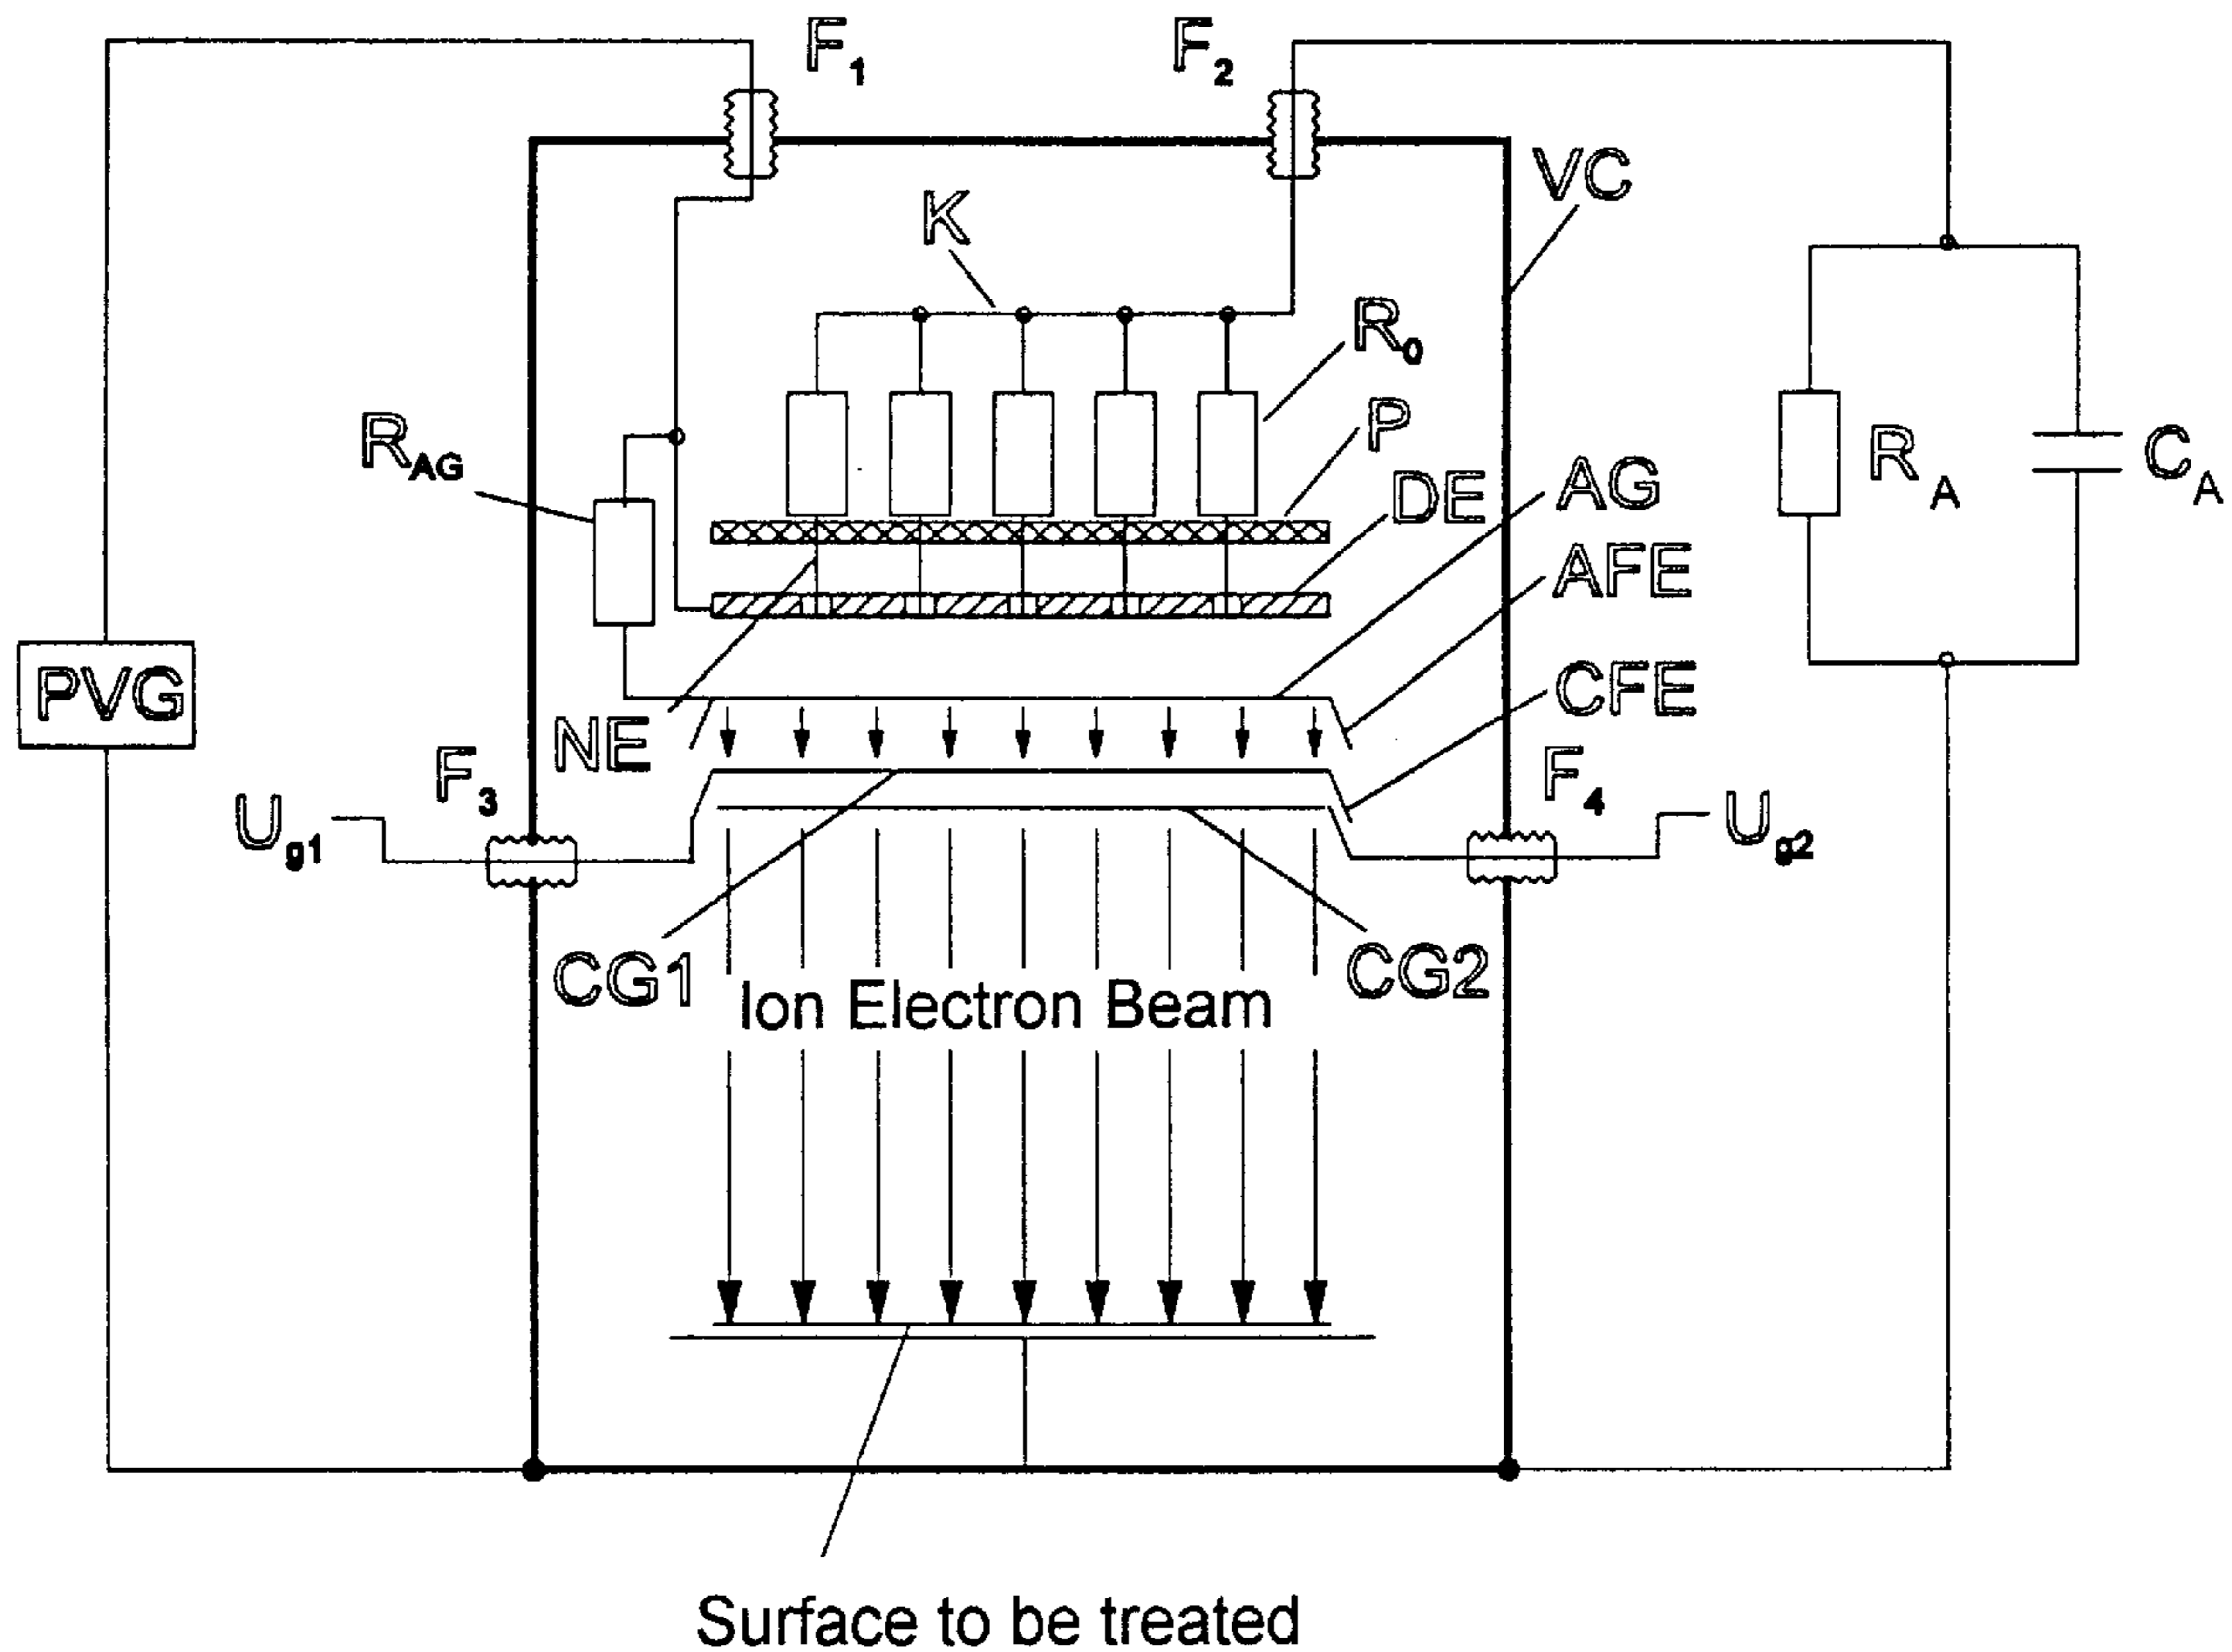 F1
F2
VC
K
R0
RAG
P
DE
AG
RA
CA
AFE
PVG
CFE
NE
F3
F4
Ug1
Ug2
CG1
CG2
Ion Electron Beam
Surface to be treated